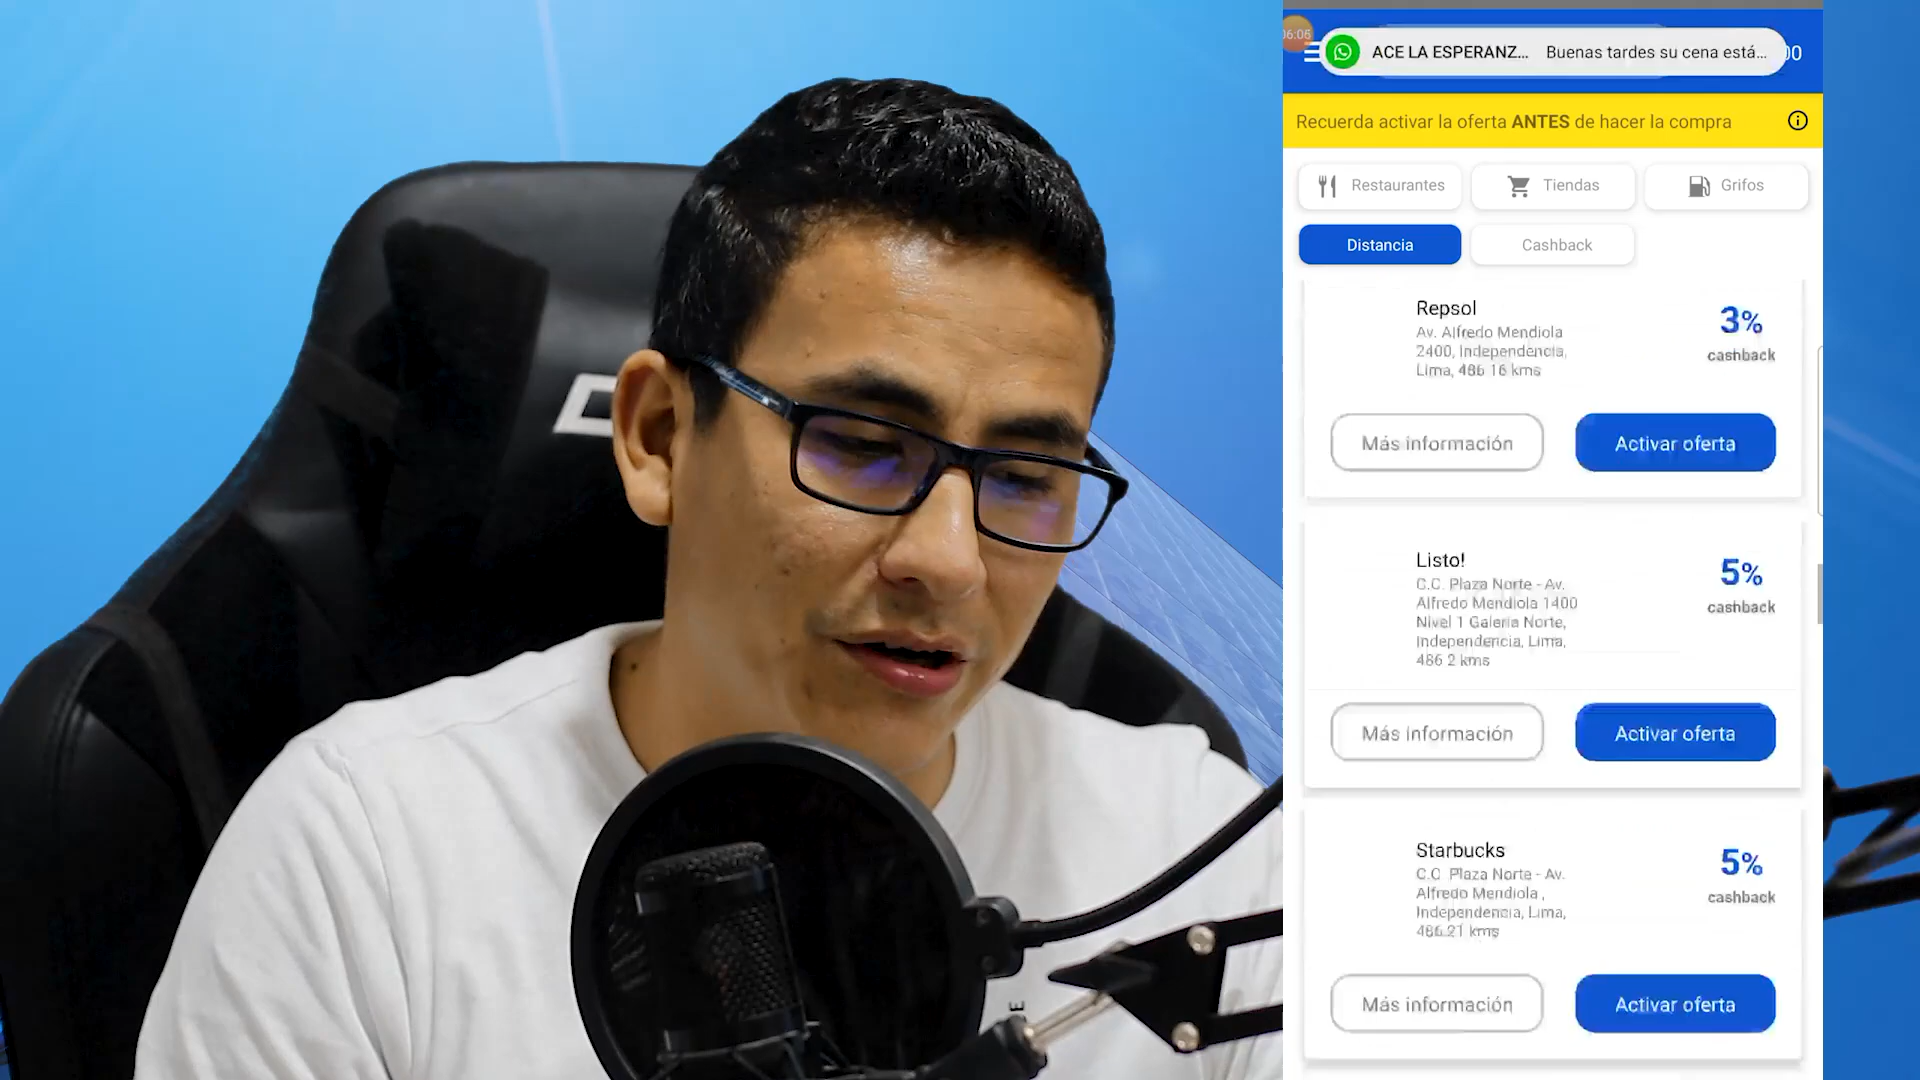 06:06
ACE LA ESPERANZ... Buenas tardes su cena está...
00
Recuerda activar la oferta ANTES de hacer la compra
Restaurantes
Tiendas
Grifos
Distancia
Cashback
Repsol
3%
cashback
Av. Alfredo Mendiola
2400, Independencia,
Lima, 486 16 kms
Más información
Activar oferta
Listo!
5%
cashback
C.C. Plaza Norte - Av.
Alfredo Mendiola 1400
Nivel 1 Galeria Norte,
Independencia, Lima,
486 2 kms
Más información
Activar oferta
Starbucks
5%
cashback
C.C Plaza Norte - Av.
Alfredo Mendiola ,
Independencia, Lima,
486.21 kms
Más información
Activar oferta